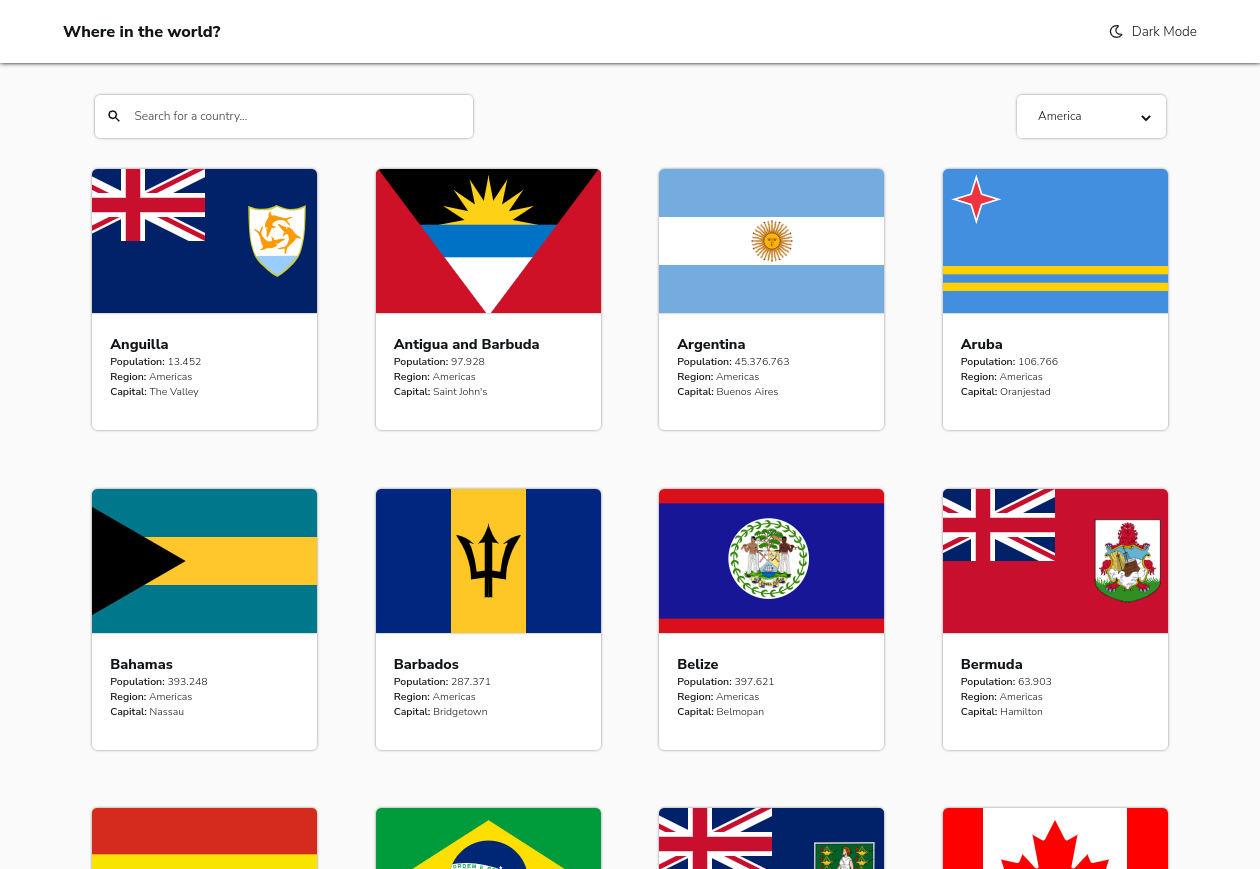 Where in the world?
Dark Mode
Search for a country...
America
Anguilla
Population: 13.452
Region: Americas
Capital: The Valley
Antigua and Barbuda
Population: 97.928
Region: Americas
Capital: Saint John's
Argentina
Population: 45.376.763
Region: Americas
Capital: Buenos Aires
Aruba
Population: 106.766
Region: Americas
Capital: Oranjestad
Bahamas
Population: 393.248
Region: Americas
Capital: Nassau
Barbados
Population: 287.371
Region: Americas
Capital: Bridgetown
Belize
Population: 397.621
Region: Americas
Capital: Belmopan
Bermuda
Population: 63.903
Region: Americas
Capital: Hamilton
ORDEM E